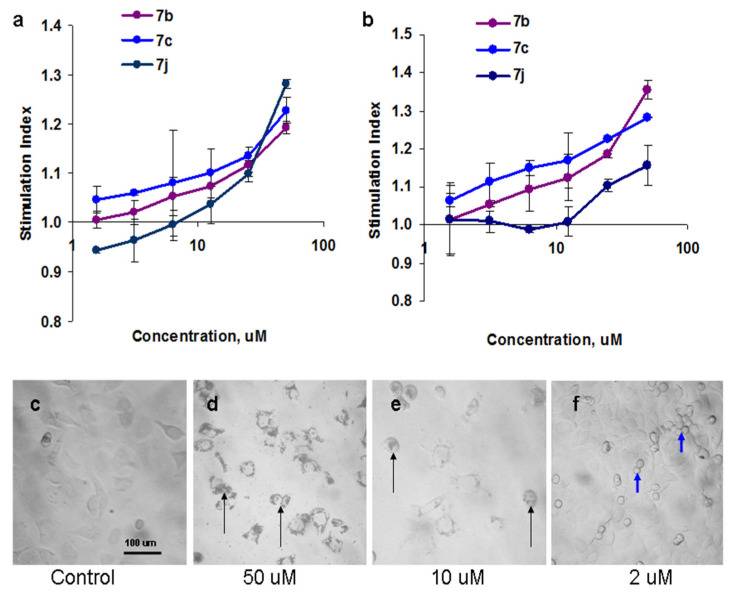 a
7b
7c
7j
1.4
1.3
1.2
1.1
1.0
0.9
0.8
1
10
100
Stimulation Index
Concentration, uM
b
7b
7c
7j
1.5
1.4
1.3
1.2
1.1
1.0
0.9
0.8
1
10
100
Stimulation Index
Concentration, uM
c
100 um
Control
d
50 uM
e
10 uM
f
2 uM